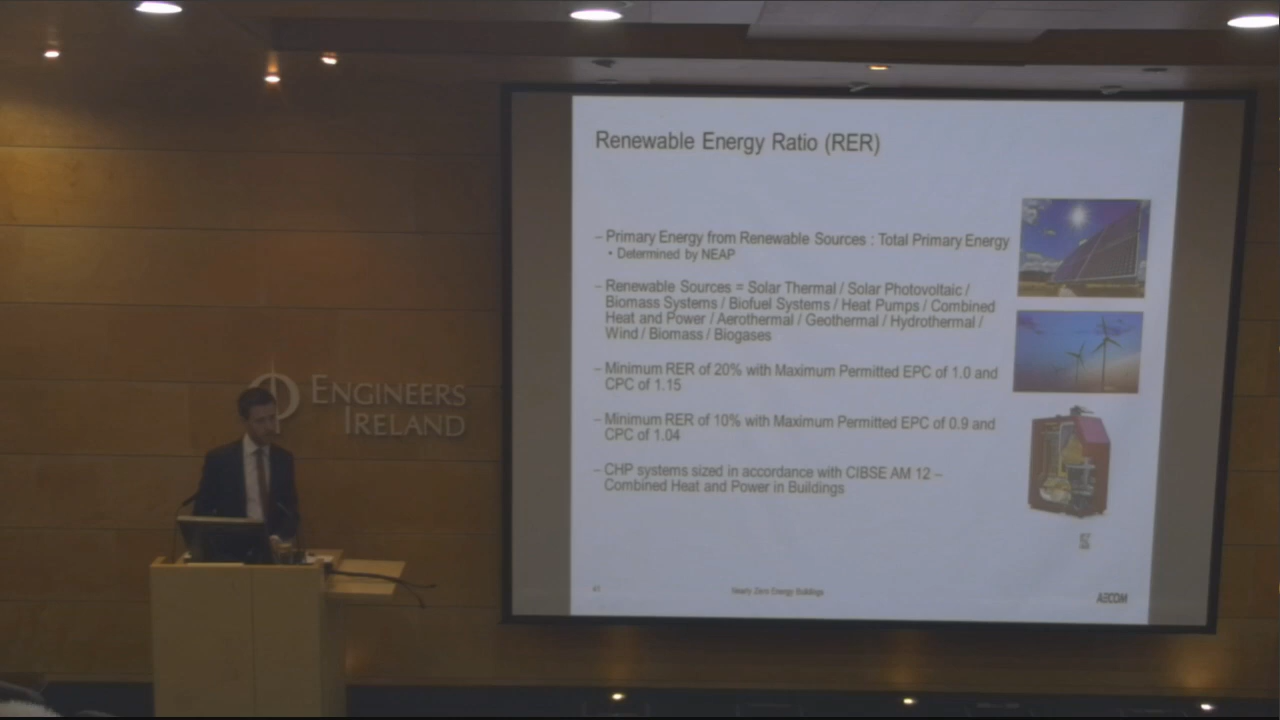 Renewable Energy Ratio (RER)
– Primary Energy from Renewable Sources : Total Primary Energy
• Determined by NEAP
– Renewable Sources = Solar Thermal / Solar Photovoltaic /
Biomass Systems / Biofuel Systems / Heat Pumps / Combined
Heat and Power / Aerothermal / Geothermal / Hydrothermal /
Wind / Biomass / Biogases
– Minimum RER of 20% with Maximum Permitted EPC of 1.0 and
CPC of 1.15
– Minimum RER of 10% with Maximum Permitted EPC of 0.9 and
CPC of 1.04
– CHP systems sized in accordance with CIBSE AM 12 –
Combined Heat and Power in Buildings
Nearly Zero Energy Buildings
AECOM
ENGINEERS
IRELAND